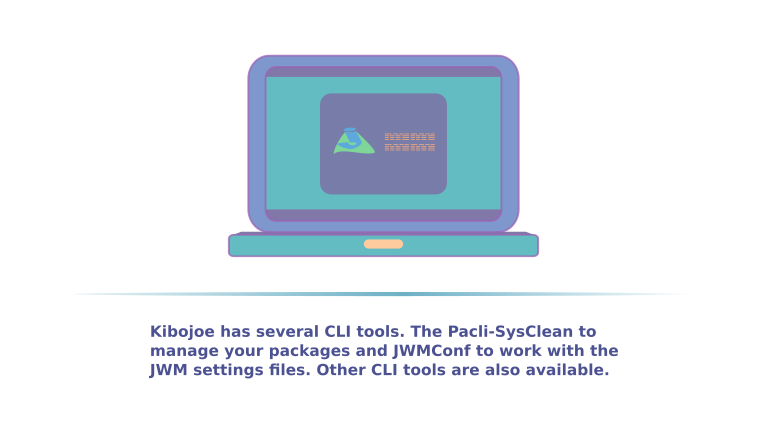 Kibojoe has several CLI tools. The Pacli-SysClean to
manage your packages and JWMConf to work with the
JWM settings files. Other CLI tools are also available.